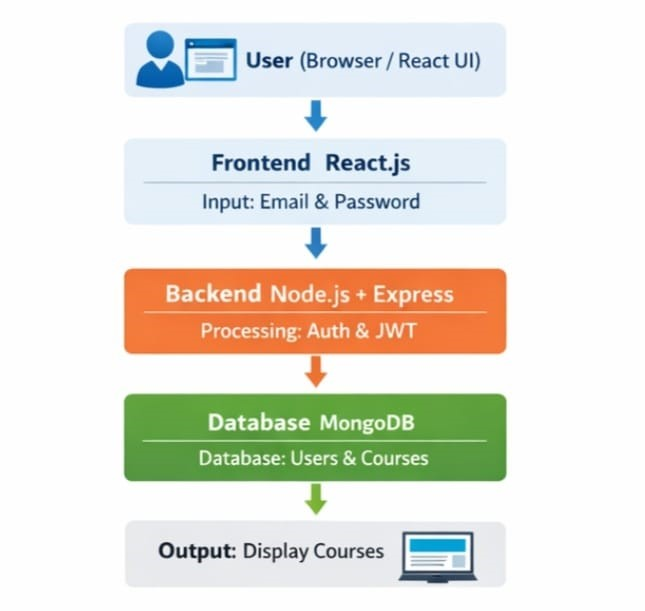 User (Browser / React UI)
Frontend React.js
Input: Email & Password
Backend Node.js + Express
Processing: Auth & JWT
Database MongoDB
Database: Users & Courses
Output: Display Courses